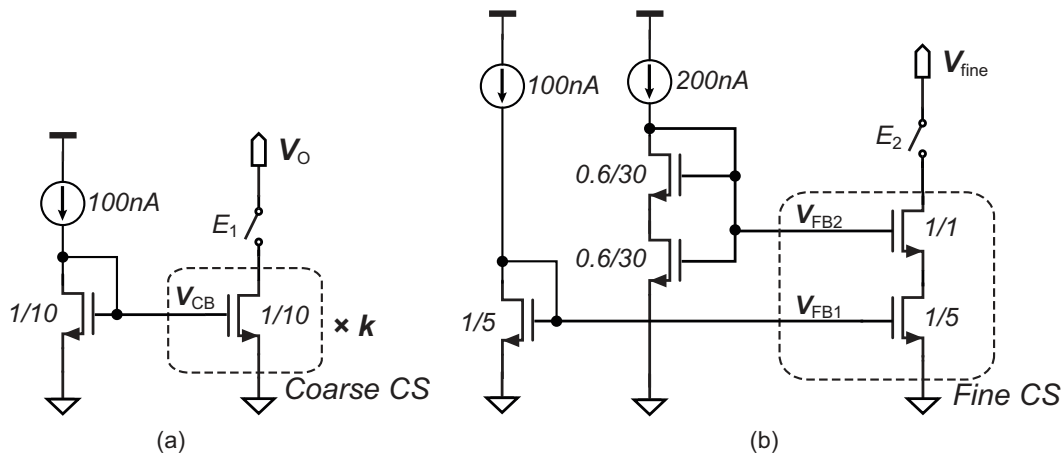 100nA
V_O
E_1
1/10
V_CB
1/10
× k
Coarse CS
(a)
100nA
200nA
V_fine
E_2
0.6/30
0.6/30
V_FB2
1/1
1/5
V_FB1
1/5
Fine CS
(b)